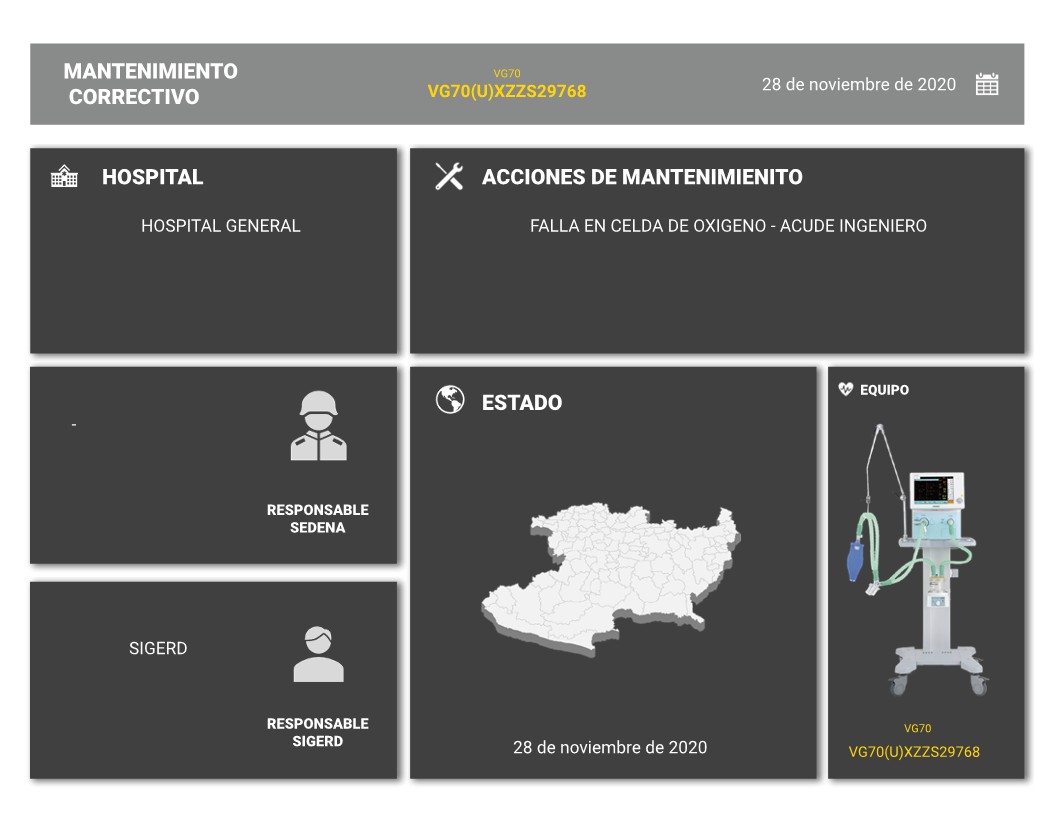 MANTENIMIENTO
CORRECTIVO
VG70
VG70(U)XZZS29768
28 de noviembre de 2020
HOSPITAL
HOSPITAL GENERAL
ACCIONES DE MANTENIMIENITO
FALLA EN CELDA DE OXIGENO - ACUDE INGENIERO
-
RESPONSABLE
SEDENA
SIGERD
RESPONSABLE
SIGERD
ESTADO
28 de noviembre de 2020
EQUIPO
VG70
VG70(U)XZZS29768